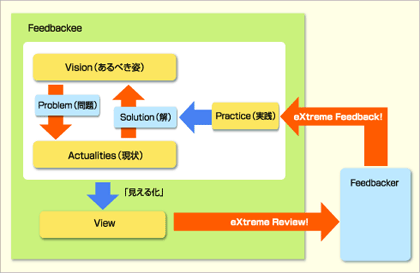 Feedbackee
Vision（あるべき姿）
Problem（問題）
Solution（解）
Practice（実践）
eXtreme Feedback!
Actualities（現状）
Feedbacker
「見える化」
View
eXtreme Review!